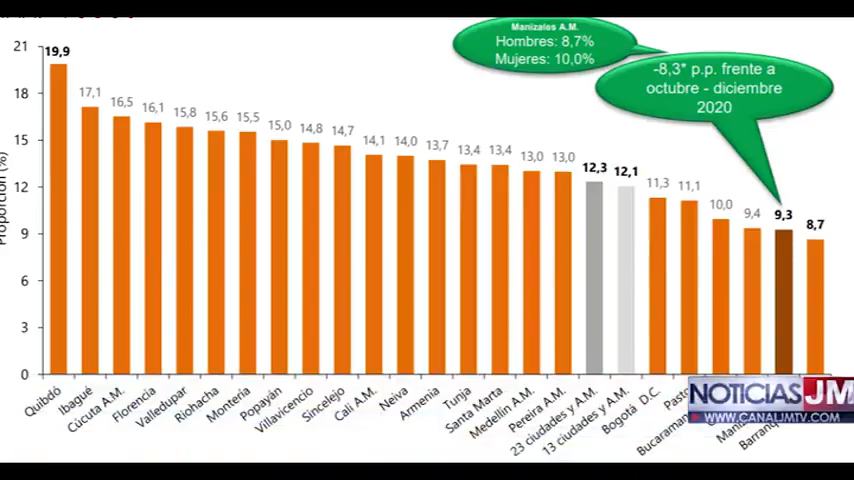 Manizales A.M.
Hombres: 8,7%
Mujeres: 10,0%
-8,3* p.p. frente a
octubre - diciembre
2020
21
18
15
12
9
6
3
0
(%)
19,9
17,1
16,5
16,1
15,8
15,6
15,5
15,0
14,8
14,7
14,1
14,0
13,7
13,4
13,4
13,0
13,0
12,3
12,1
11,3
11,1
10,0
9,4
9,3
8,7
Quibdó
Ibagué
Cúcuta A.M.
Florencia
Valledupar
Riohacha
Montería
Popayán
Villavicencio
Sincelejo
Cali A.M.
Neiva
Armenia
Tunja
Santa Marta
Medellín A.M.
Pereira A.M.
23 ciudades y A.M.
13 ciudades y A.M.
Bogotá D.C.
NOTICIAS JM
WWW.CANALJMTV.COM